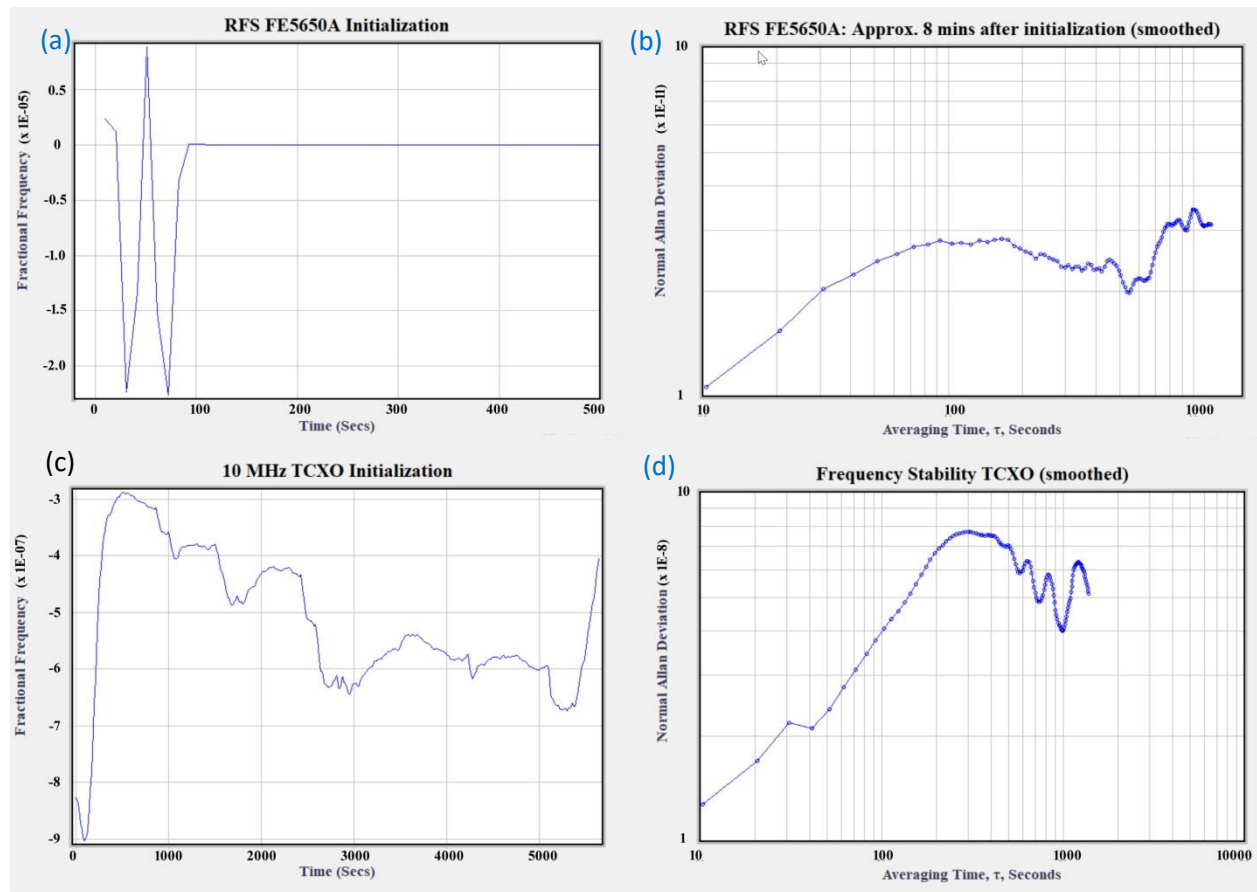 (a)
RFS FE5650A Initialization
Fractional Frequency (x 1E-05)
0.5
0
-0.5
-1.0
-1.5
-2.0
0 100 200 300 400 500
Time (Secs)
(b)
RFS FE5650A: Approx. 8 mins after initialization (smoothed)
Normal Allan Deviation (x 1E-11)
10
1
10 100 1000
Averaging Time, τ, Seconds
(c)
10 MHz TCXO Initialization
Fractional Frequency (x 1E-07)
-3
-4
-5
-6
-7
-8
-9
0 1000 2000 3000 4000 5000
Time (Secs)
(d)
Frequency Stability TCXO (smoothed)
Normal Allan Deviation (x 1E-8)
10
1
10 100 1000 10000
Averaging Time, τ, Seconds